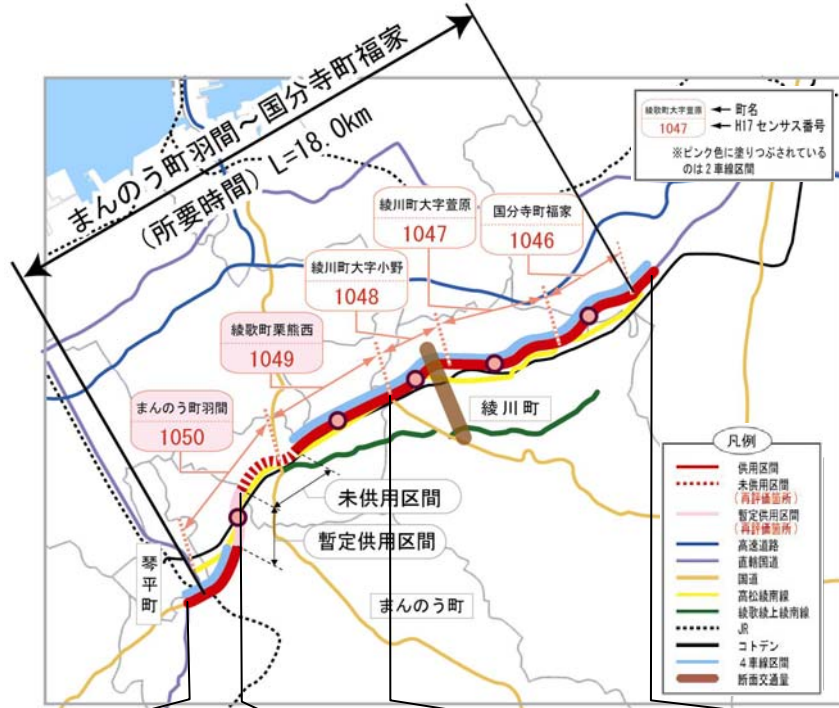 まんのう町羽間～国分寺町福家
（所要時間）L=18.0km
綾歌町大字萱原
1047
町名
H17センサス番号
※ピンク色に塗りつぶされている
のは2車線区間
綾川町大字萱原
1047
国分寺町福家
1046
綾川町大字小野
1048
綾歌町栗熊西
1049
まんのう町羽間
1050
綾川町
未供用区間
暫定供用区間
琴平町
まんのう町
凡例
供用区間
未供用区間
（再評価箇所）
暫定供用区間
（再評価箇所）
高速道路
直轄国道
国道
高松綾南線
綾歌綾上綾南線
JR
コトデン
4車線区間
断面交通量